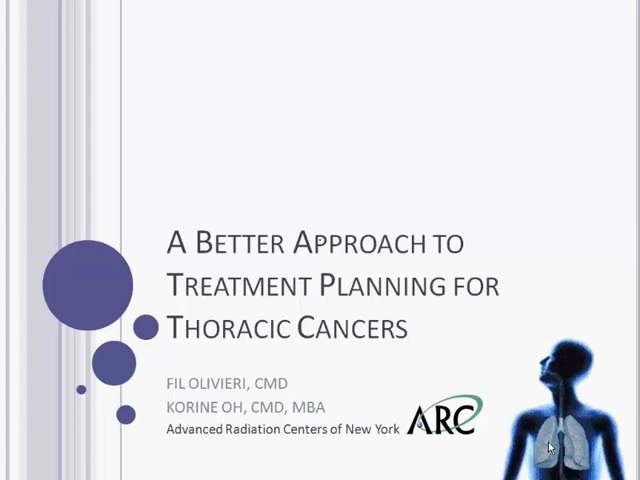 A BETTER APPROACH TO
TREATMENT PLANNING FOR
THORACIC CANCERS
FIL OLIVIERI, CMD
KORINE OH, CMD, MBA
Advanced Radiation Centers of New York
ARC